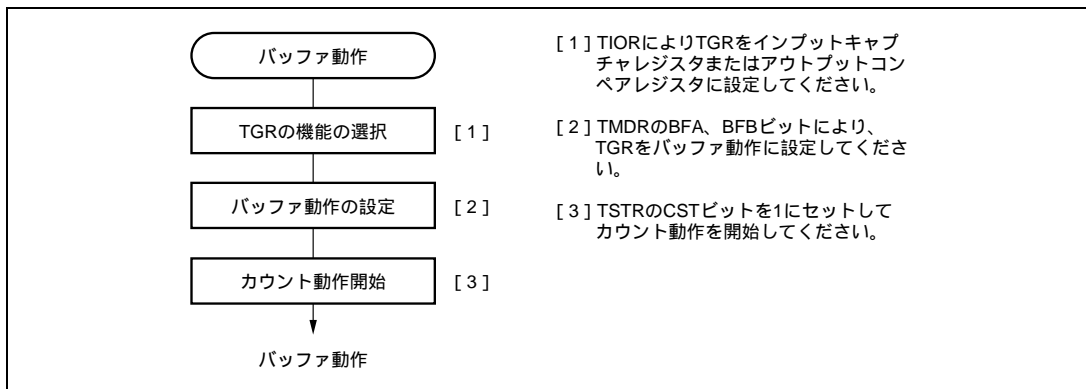 バッファ動作
TGRの機能の選択
[1]
バッファ動作の設定
[2]
カウント動作開始
[3]
バッファ動作
[1] TIORによりTGRをインプットキャプ
チャレジスタまたはアウトプットコン
ペアレジスタに設定してください。
[2] TMDRのBFA、BFBビットにより、
TGRをバッファ動作に設定してくださ
い。
[3] TSTRのCSTビットを1にセットして
カウント動作を開始してください。